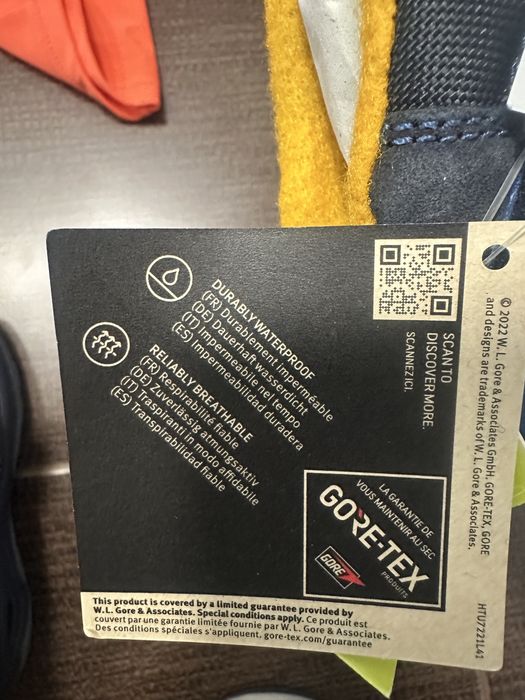 DURABLY WATERPROOF
(FR) Durablement imperméable
(DE) Dauerhaft wasserdicht
(IT) Impermeabile nel tempo
(ES) Impermeabilidad duradera
RELIABLY BREATHABLE
(FR) Respirabilité fiable
(DE) Zuverlässig atmungsaktiv
(IT) Traspiranti in modo affidabile
(ES) Transpirabilidad fiable
SCAN TO
DISCOVER MORE.
SCANNEZ ICI.
LA GARANTIE DE
VOUS MAINTENIR AU SEC
GORE-TEX
PRODUITS
GORE
© 2022 W. L. Gore & Associates GmbH. GORE-TEX, GORE
and designs are trademarks of W. L. Gore & Associates.
HTU7221L41
This product is covered by a limited guarantee provided by
W. L. Gore & Associates. Special conditions apply. Ce produit est
couvert par une garantie limitée fournie par W. L. Gore & Associates.
Des conditions spéciales s'appliquent. gore-tex.com/guarantee